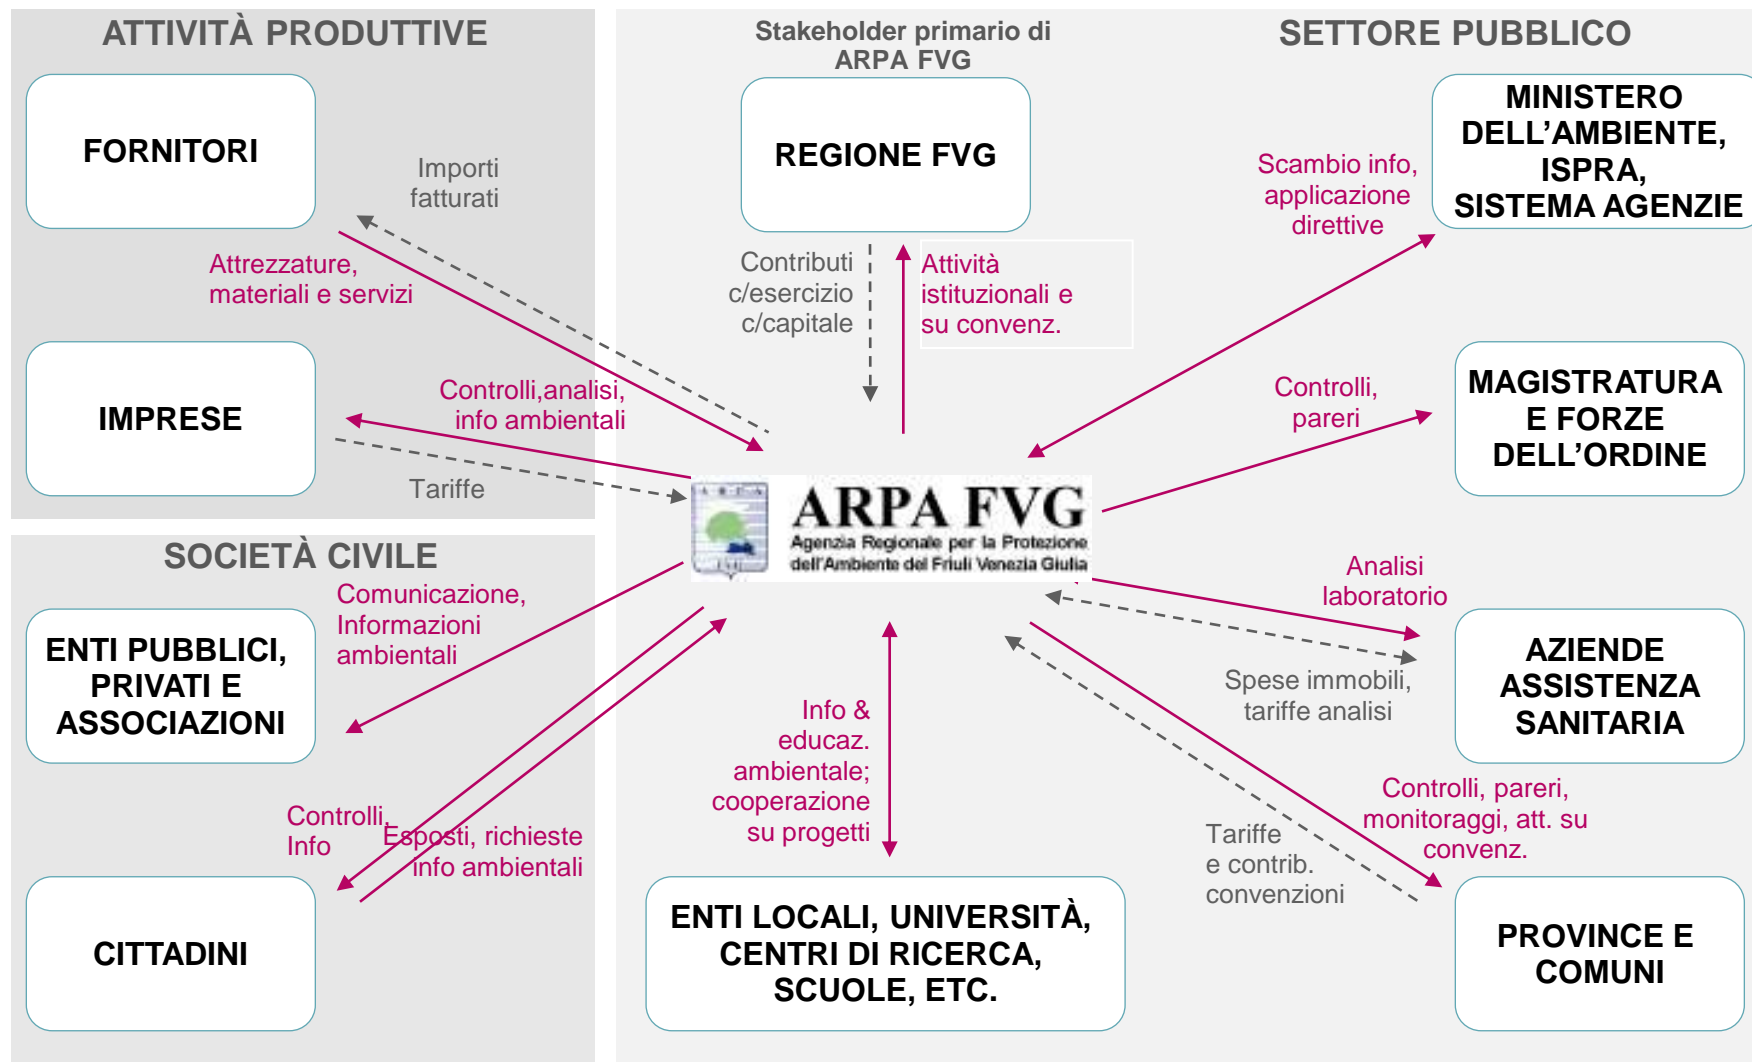 ATTIVITÀ PRODUTTIVE
FORNITORI
Importi
fatturati
Attrezzature,
materiali e servizi
IMPRESE
Controlli,analisi,
info ambientali
Tariffe
SOCIETÀ CIVILE
Comunicazione,
Informazioni
ambientali
ENTI PUBBLICI,
PRIVATI E
ASSOCIAZIONI
Controlli,
Info
Esposti, richieste
info ambientali
CITTADINI
Stakeholder primario di
ARPA FVG
REGIONE FVG
Contributi
c/esercizio
c/capitale
Attività
istituzionali e
su convenz.
A R P A
FVG
ARPA FVG
Agenzia Regionale per la Protezione
dell'Ambiente del Friuli Venezia Giulia
Info &
educaz.
ambientale;
cooperazione
su progetti
ENTI LOCALI, UNIVERSITÀ,
CENTRI DI RICERCA,
SCUOLE, ETC.
SETTORE PUBBLICO
MINISTERO
DELL’AMBIENTE,
ISPRA,
SISTEMA AGENZIE
Scambio info,
applicazione
direttive
Controlli,
pareri
MAGISTRATURA
E FORZE
DELL’ORDINE
Analisi
laboratorio
Spese immobili,
tariffe analisi
AZIENDE
ASSISTENZA
SANITARIA
Controlli, pareri,
monitoraggi, att. su
convenz.
Tariffe
e contrib.
convenzioni
PROVINCE E
COMUNI